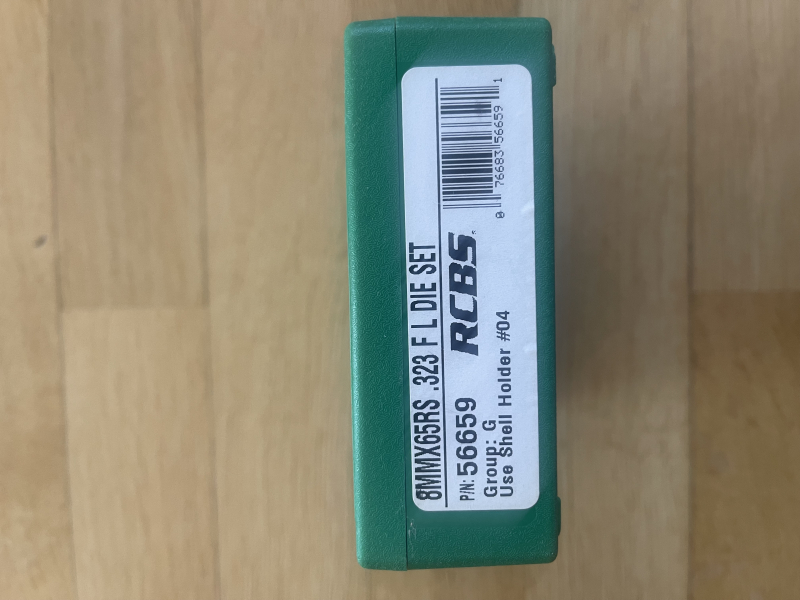 8MMX65RS .323 F L DIE SET
P/N: 56659
RCBS
Group: G
Use Shell Holder #04
0 76683 56659 1